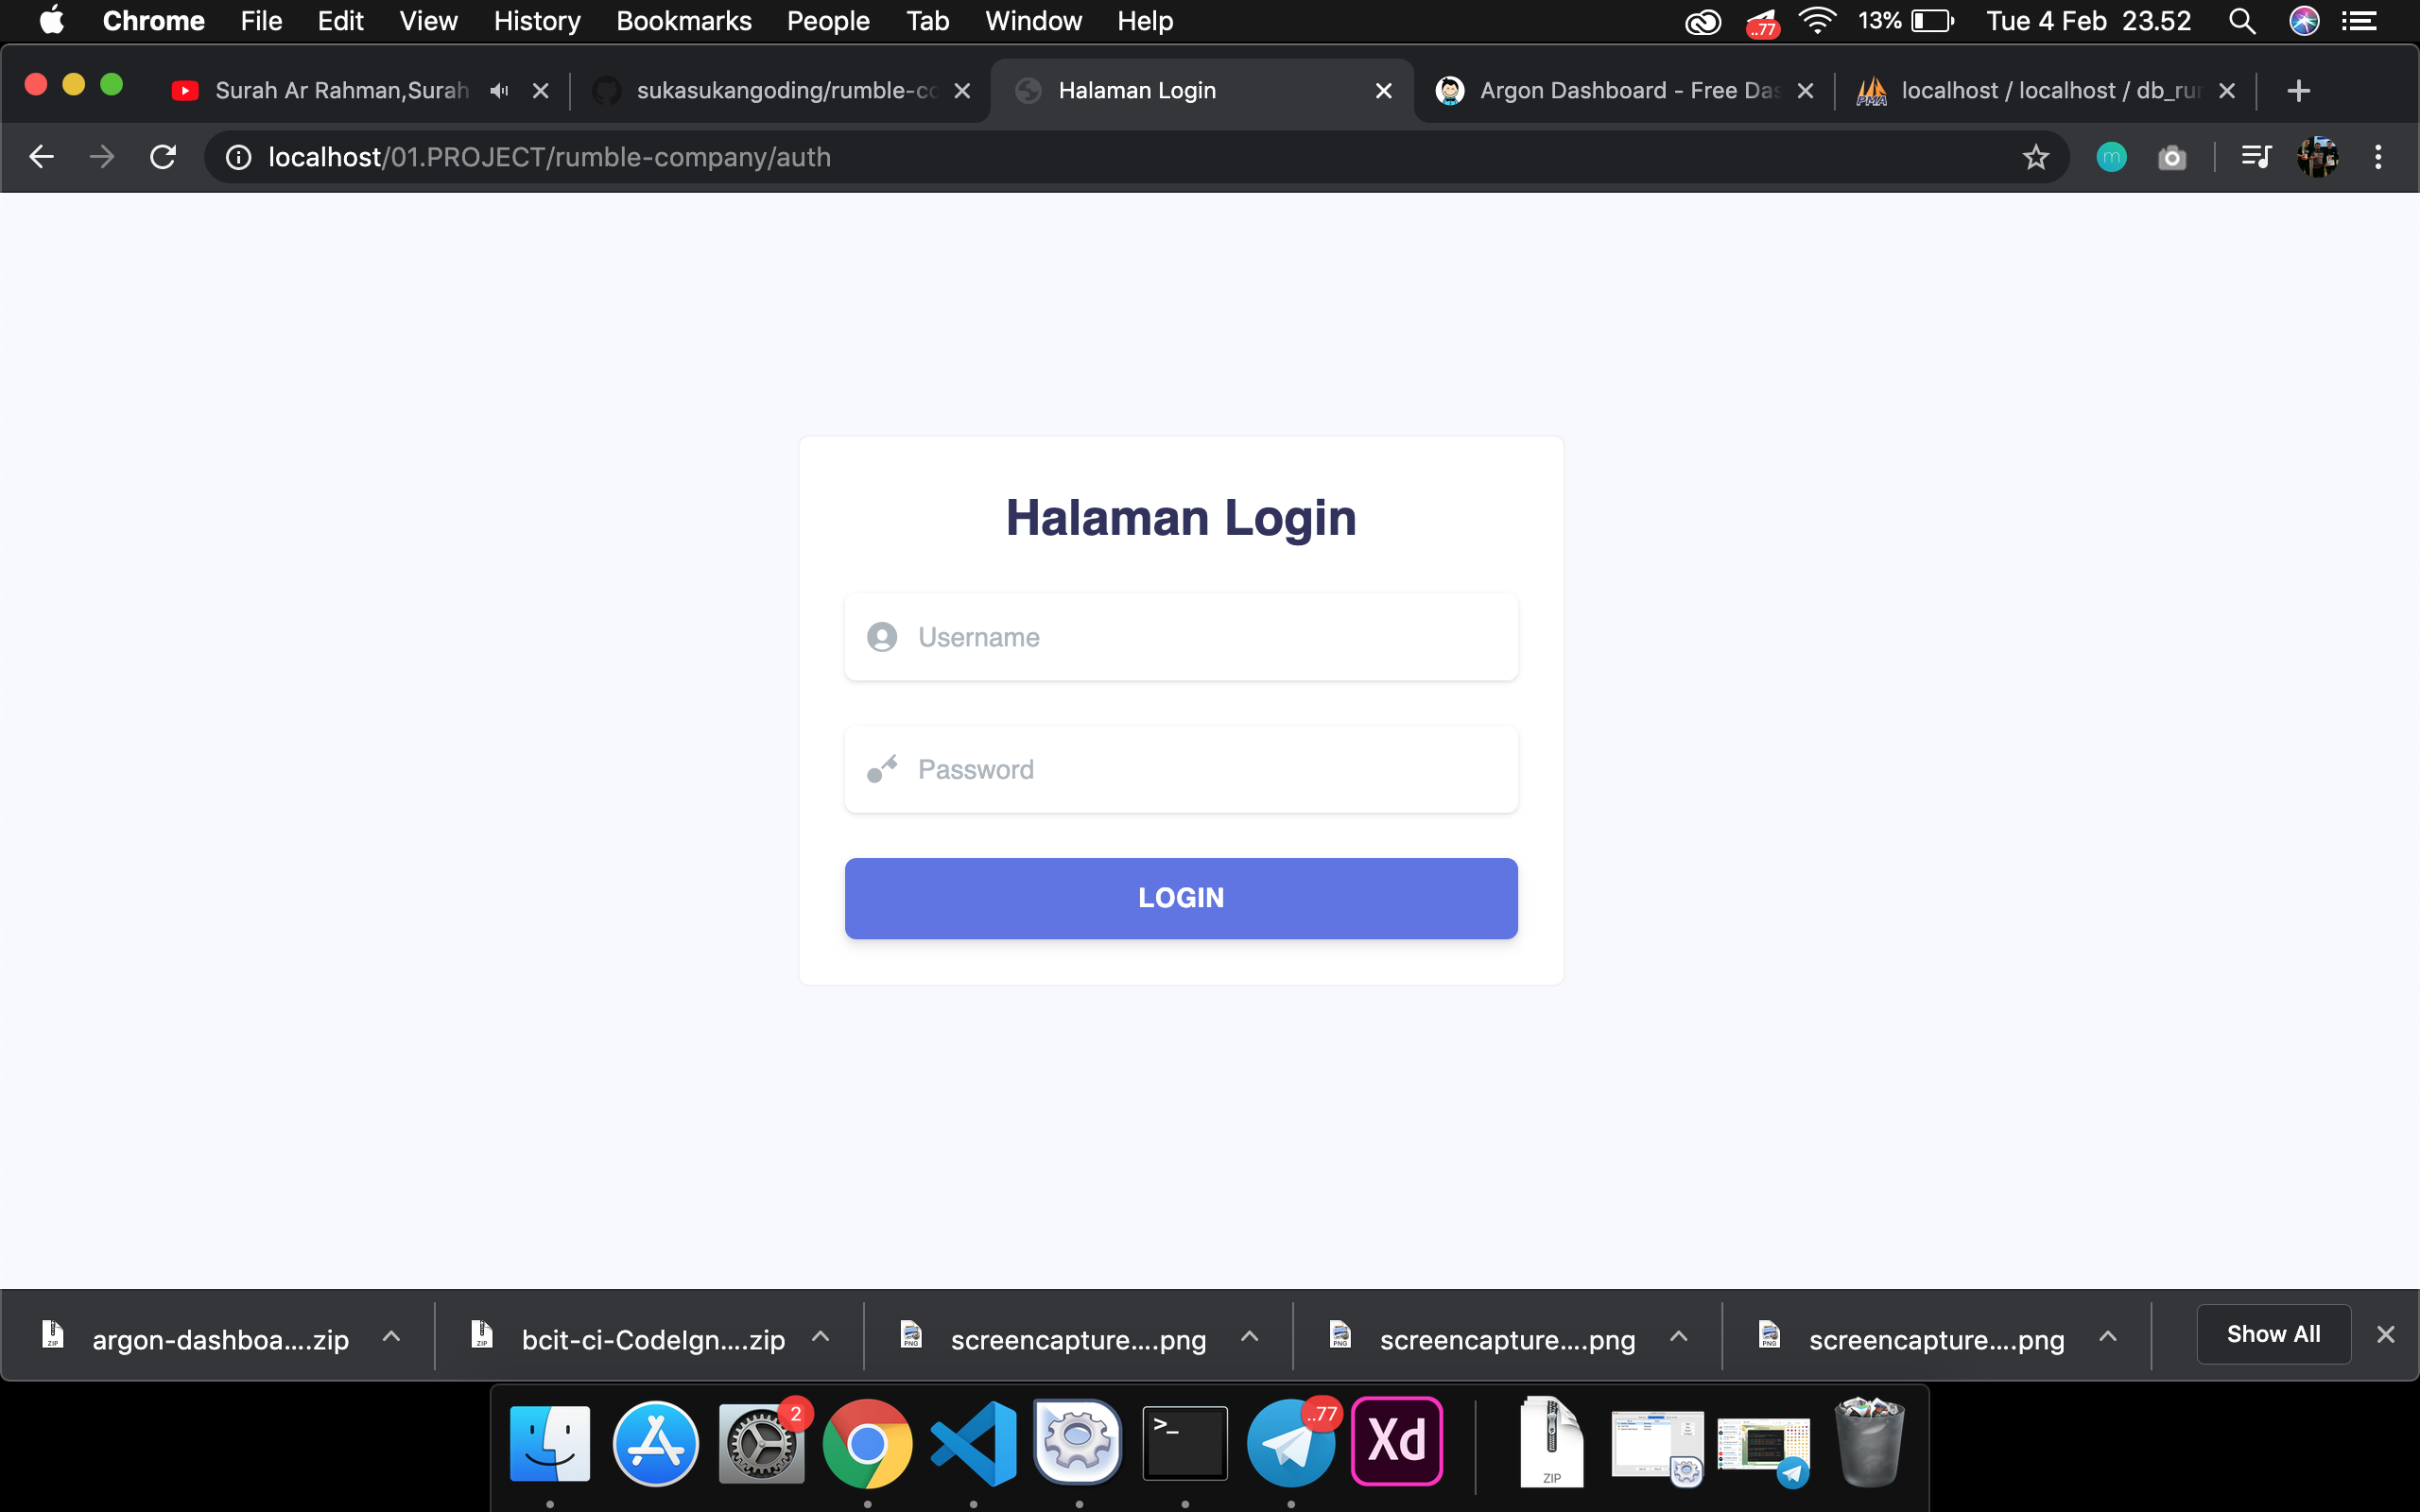 Chrome File Edit View History Bookmarks People Tab Window Help ..77 13% Tue 4 Feb 23.52
Surah Ar Rahman,Surah sukasukangoding/rumble-co Halaman Login Argon Dashboard - Free Das localhost / localhost / db_ru
localhost/01.PROJECT/rumble-company/auth m
Halaman Login
Username
Password
LOGIN
argon-dashboa....zip bcit-ci-CodeIgn....zip screencapture....png screencapture....png screencapture....png Show All
2 >_ ..77 Xd ZIP